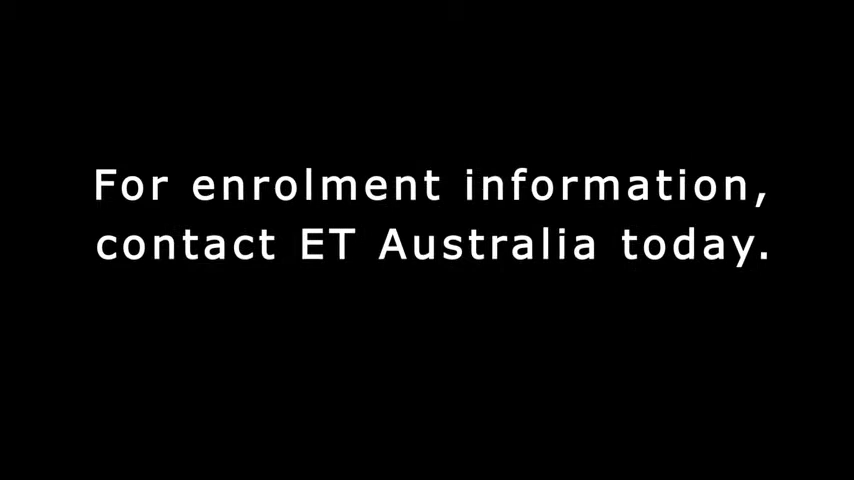 For enrolment information,
contact ET Australia today.